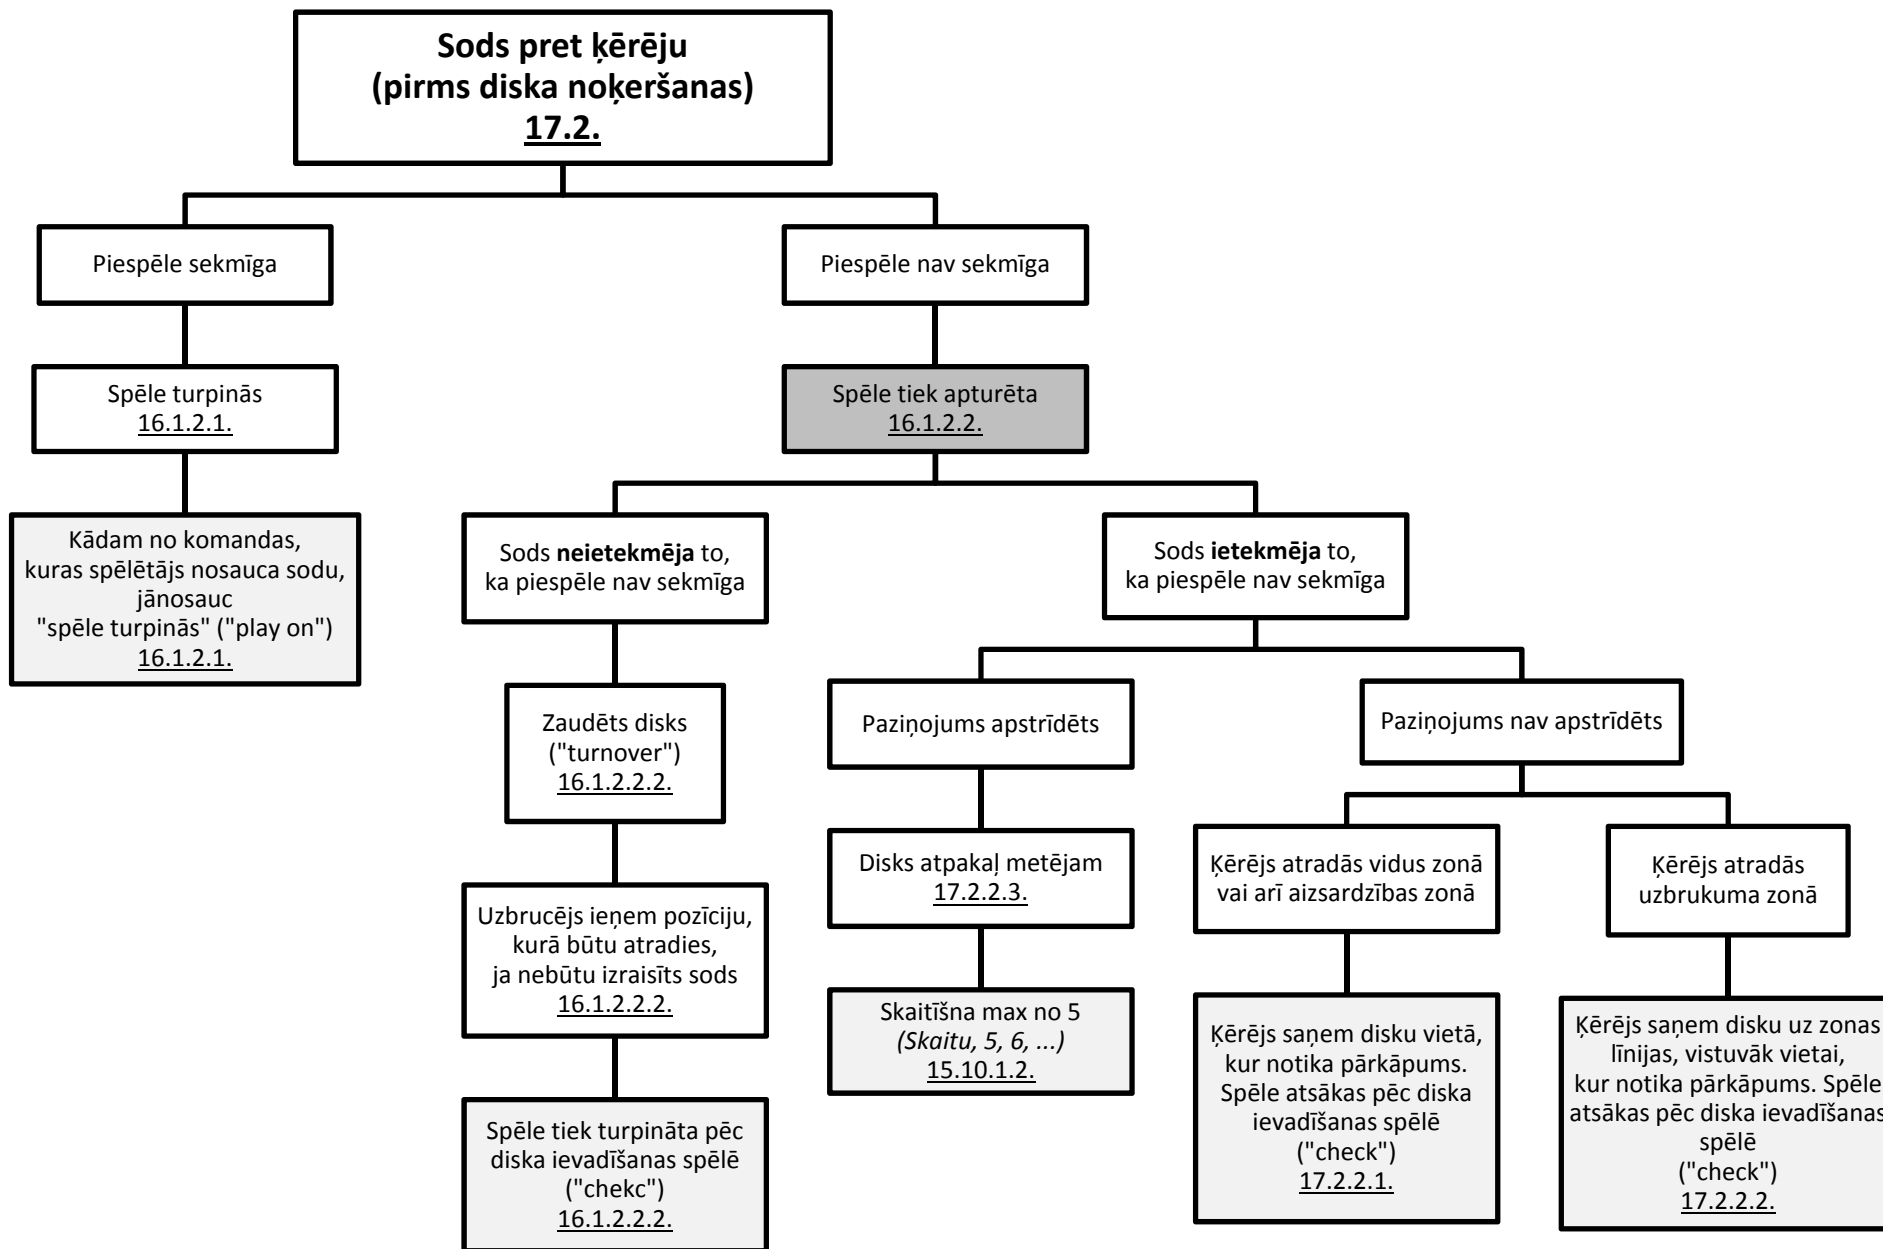 Sods pret ķērēju
(pirms diska noķeršanas)
17.2.
Piespēle sekmīga
Piespēle nav sekmīga
Spēle turpinās
16.1.2.1.
Spēle tiek apturēta
16.1.2.2.
Kādam no komandas,
kuras spēlētājs nosauca sodu,
jānosauc
"spēle turpinās" ("play on")
16.1.2.1.
Sods neietekmēja to,
ka piespēle nav sekmīga
Sods ietekmēja to,
ka piespēle nav sekmīga
Zaudēts disks
("turnover")
16.1.2.2.2.
Paziņojums apstrīdēts
Paziņojums nav apstrīdēts
Uzbrucējs ieņem pozīciju,
kurā būtu atradies,
ja nebūtu izraisīts sods
16.1.2.2.2.
Disks atpakaļ metējam
17.2.2.3.
Ķērējs atradās vidus zonā
vai arī aizsardzības zonā
Ķērējs atradās
uzbrukuma zonā
Spēle tiek turpināta pēc
diska ievadīšanas spēlē
("chekc")
16.1.2.2.2.
Skaitīšna max no 5
(Skaitu, 5, 6, ...)
15.10.1.2.
Ķērējs saņem disku vietā,
kur notika pārkāpums.
Spēle atsākas pēc diska
ievadīšanas spēlē
("check")
17.2.2.1.
Ķērējs saņem disku uz zonas
līnijas, vistuvāk vietai,
kur notika pārkāpums. Spēle
atsākas pēc diska ievadīšanas
spēlē
("check")
17.2.2.2.